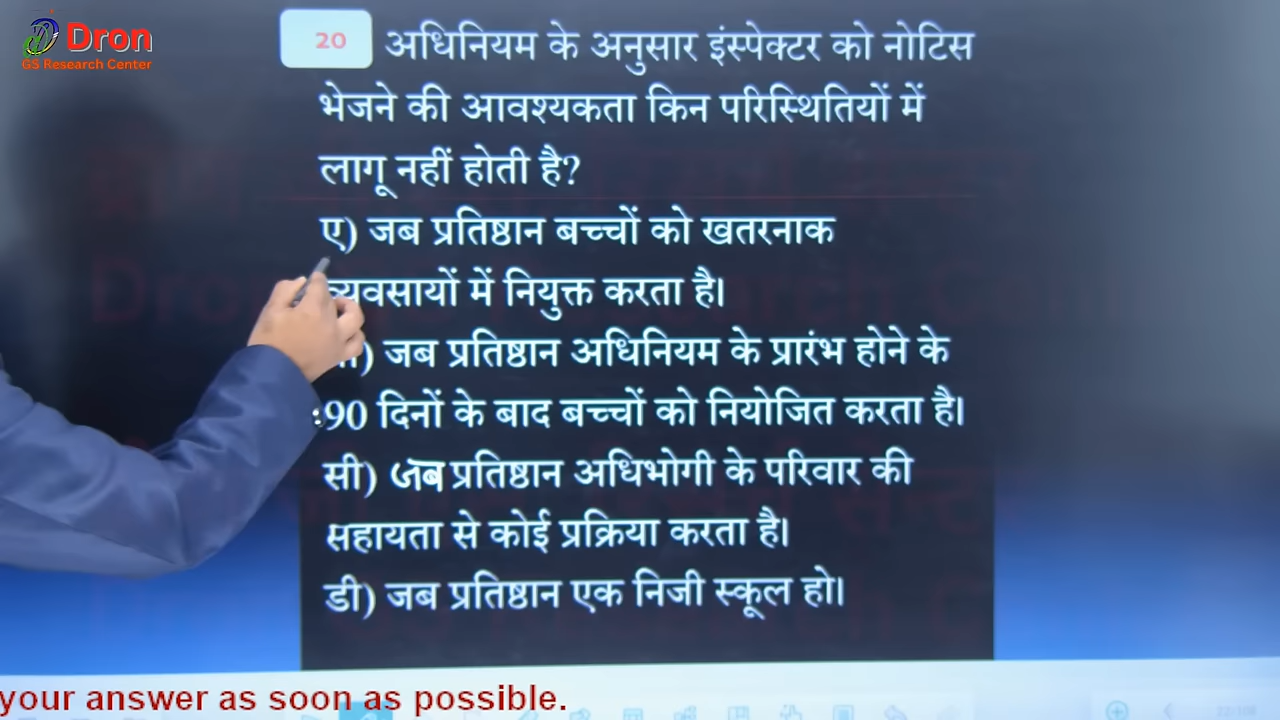 Dron
GS Research Center
20 अधिनियम के अनुसार इंस्पेक्टर को नोटिस
भेजने की आवश्यकता किन परिस्थितियों में
लागू नहीं होती है?
ए) जब प्रतिष्ठान बच्चों को खतरनाक
व्यवसायों में नियुक्त करता है।
जब प्रतिष्ठान अधिनियम के प्रारंभ होने के
90 दिनों के बाद बच्चों को नियोजित करता है।
सी) जब प्रतिष्ठान अधिभोगी के परिवार की
सहायता से कोई प्रक्रिया करता है।
डी) जब प्रतिष्ठान एक निजी स्कूल हो।
your answer as soon as possible.